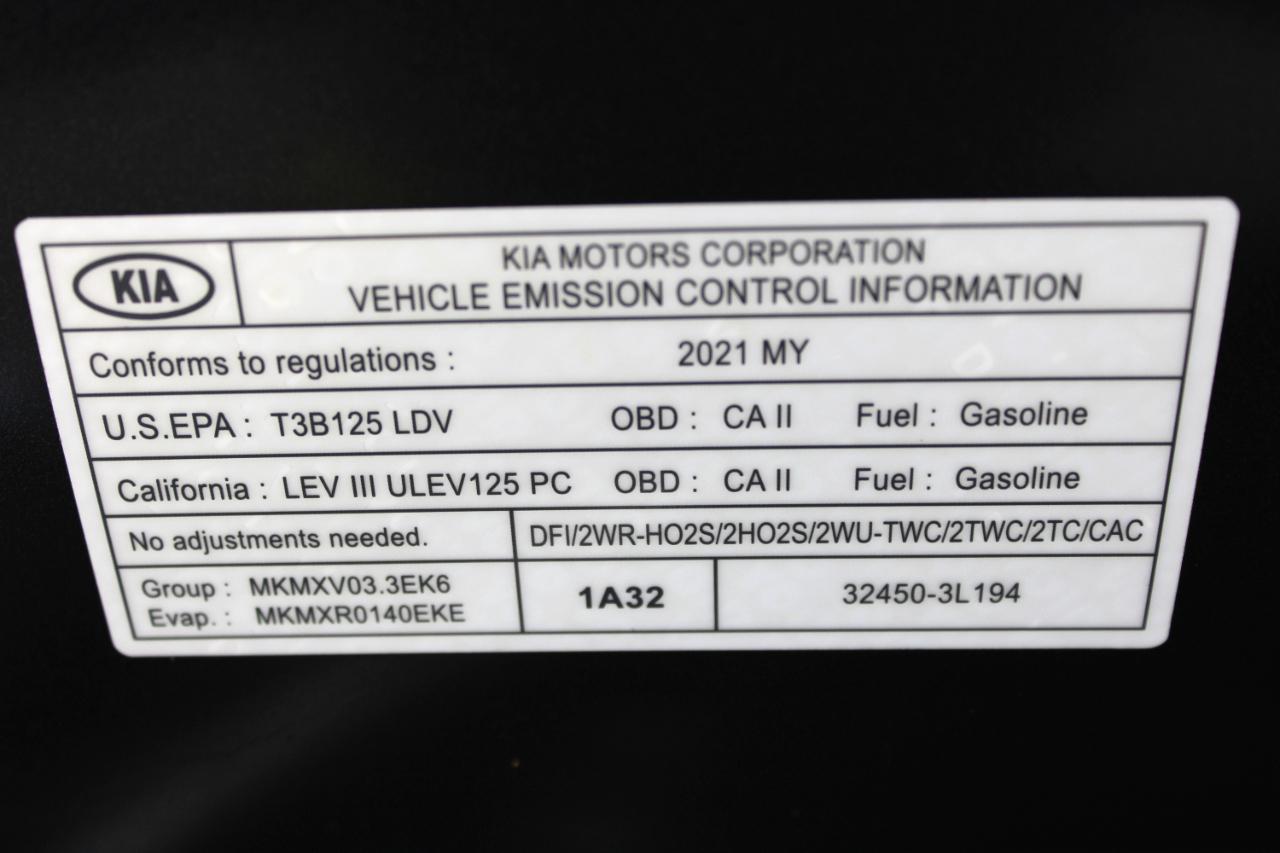 KIA
KIA MOTORS CORPORATION
VEHICLE EMISSION CONTROL INFORMATION
Conforms to regulations : 2021 MY
U.S.EPA : T3B125 LDV OBD : CA II Fuel : Gasoline
California : LEV III ULEV125 PC OBD : CA II Fuel : Gasoline
No adjustments needed. DFI/2WR-HO2S/2HO2S/2WU-TWC/2TWC/2TC/CAC
Group : MKMXV03.3EK6
Evap. : MKMXR0140EKE
1A32
32450-3L194